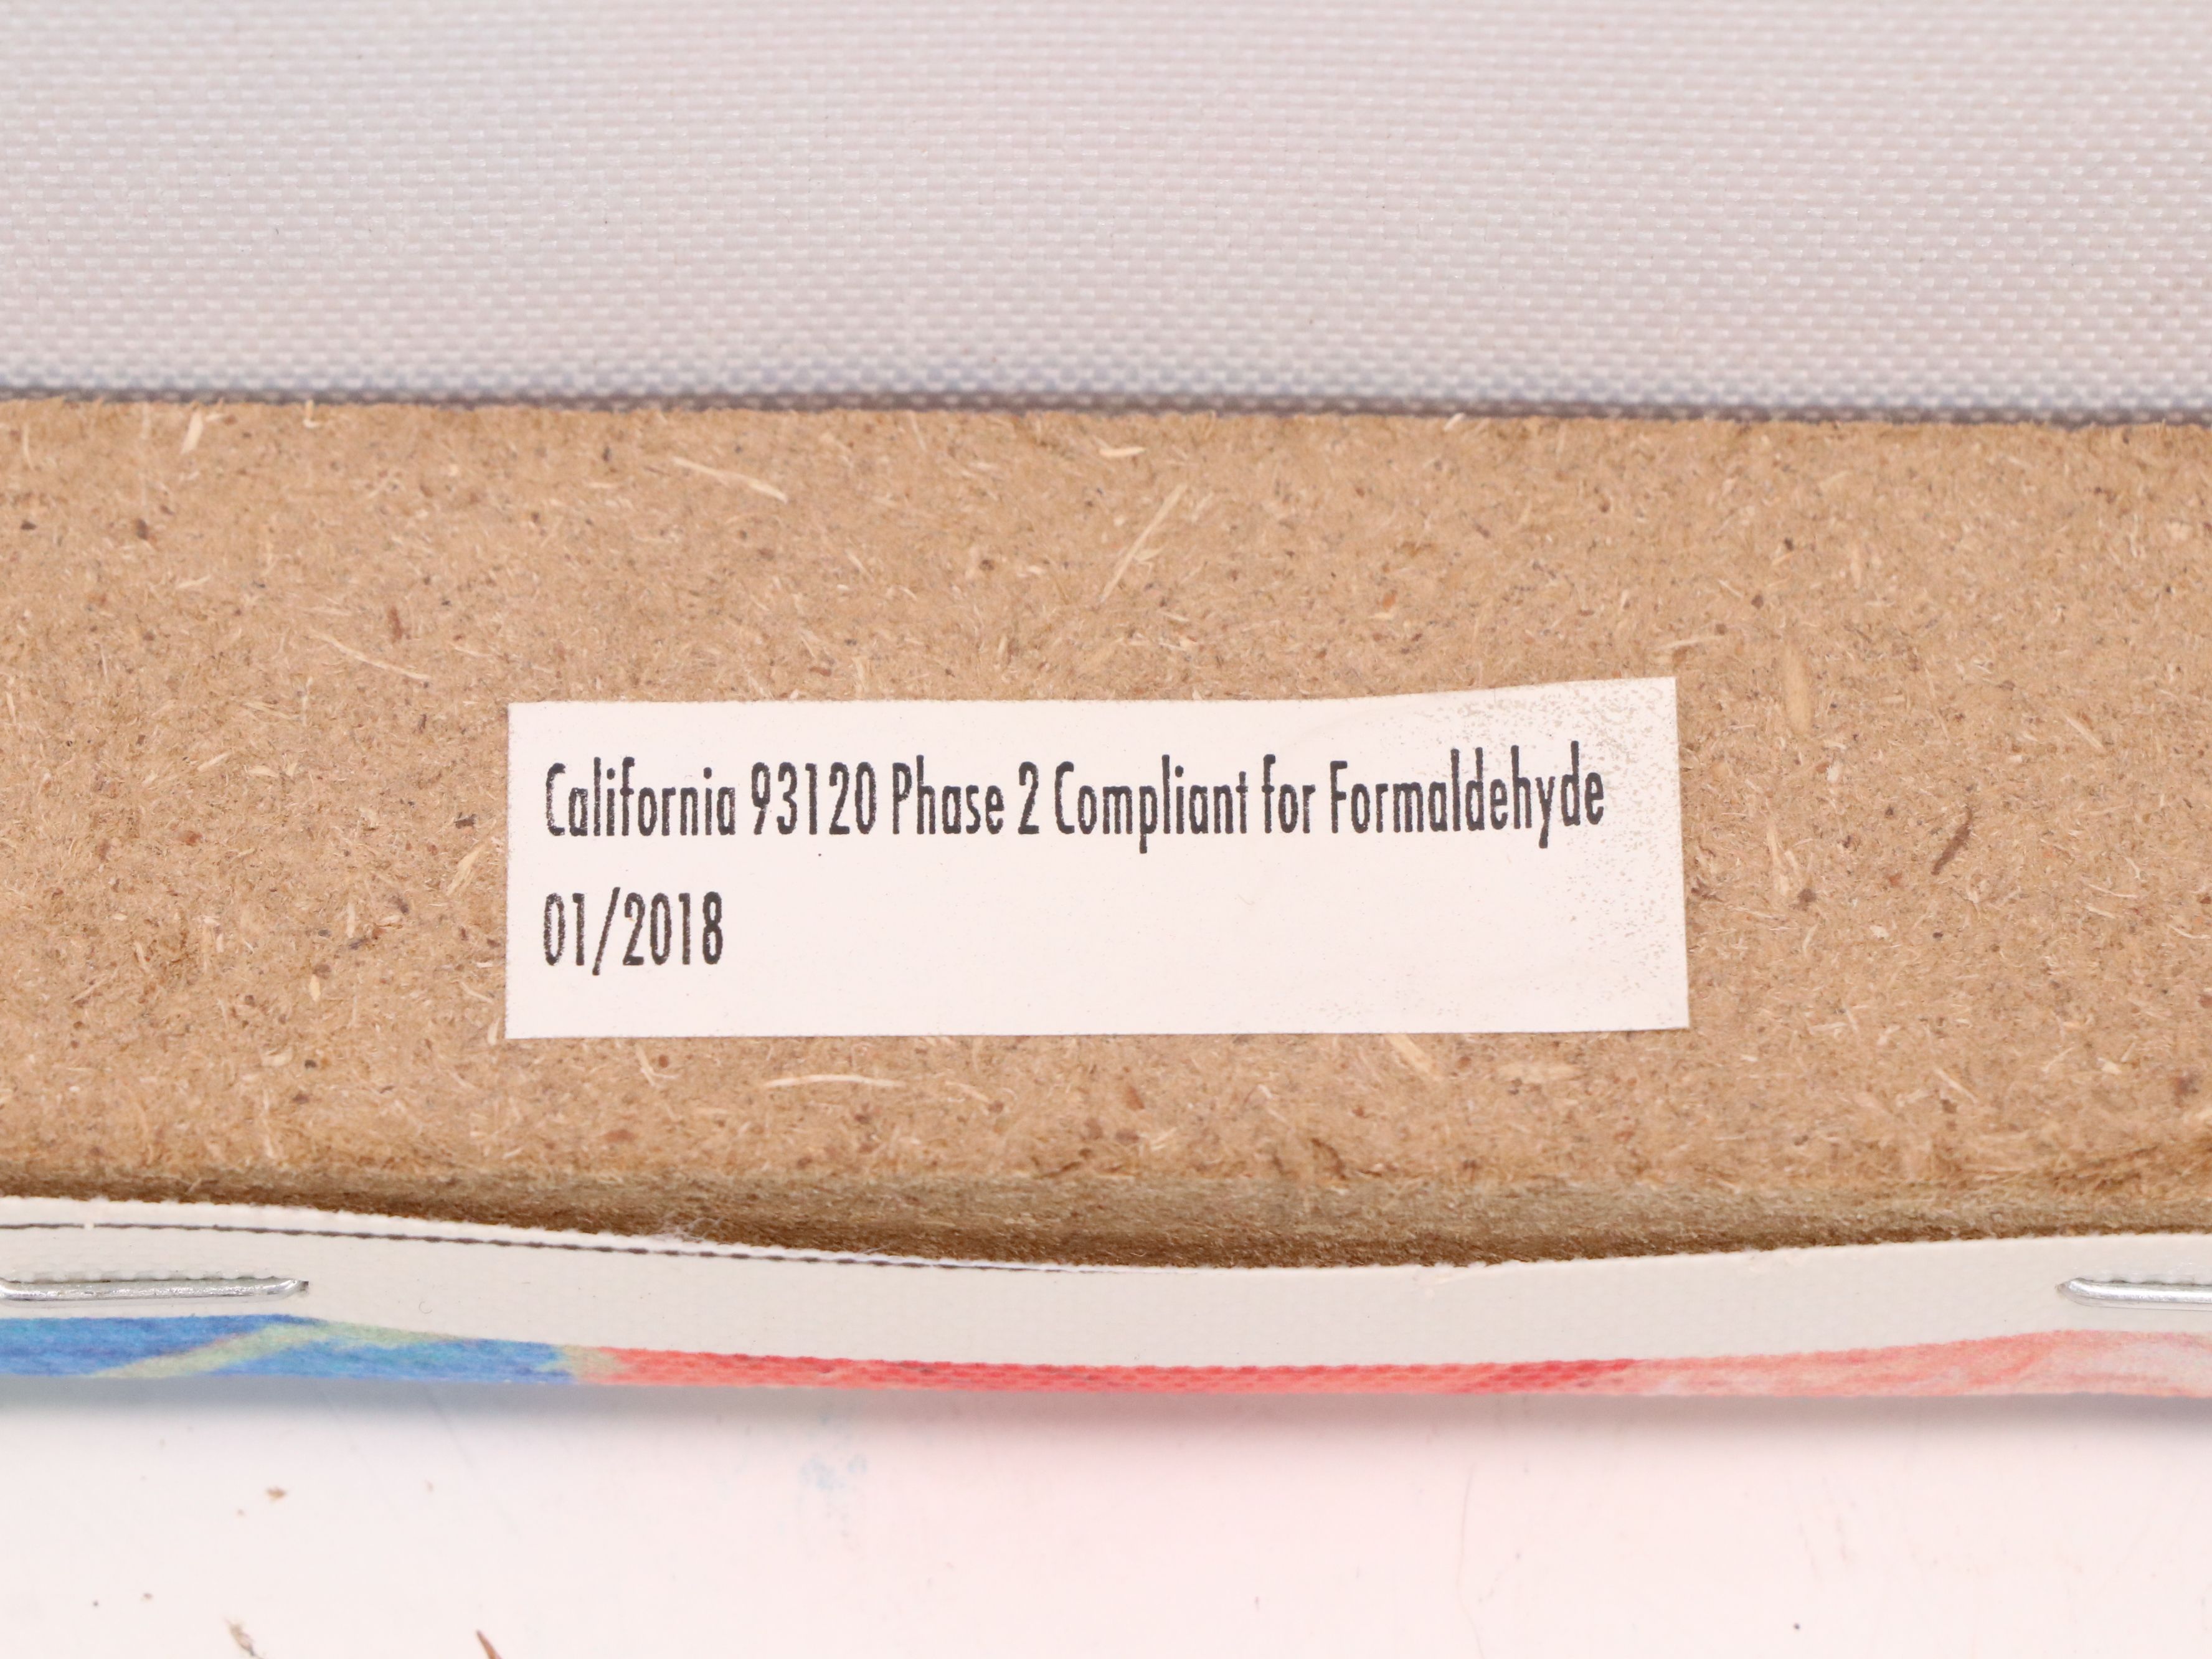 California 93120 Phase 2 Compliant for Formaldehyde
01/2018